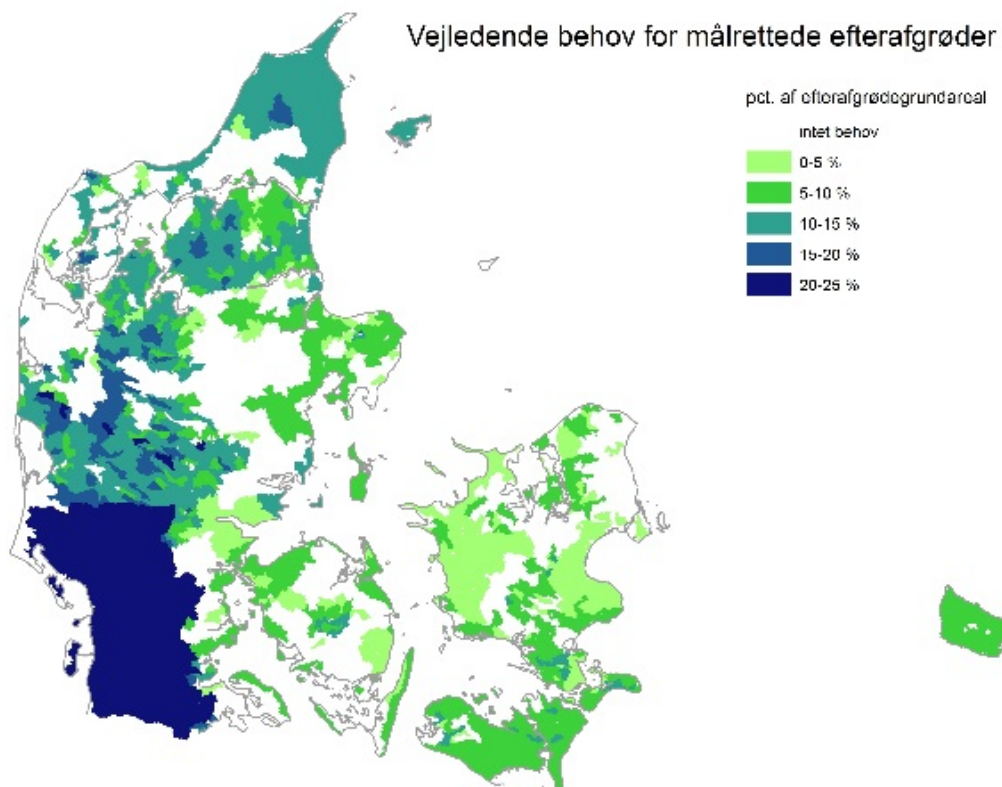 Vejledende behov for målrettede efterafgrøder
pct. af efterafgrødegrundareal
intet behov
0-5 %
5-10 %
10-15 %
15-20 %
20-25 %